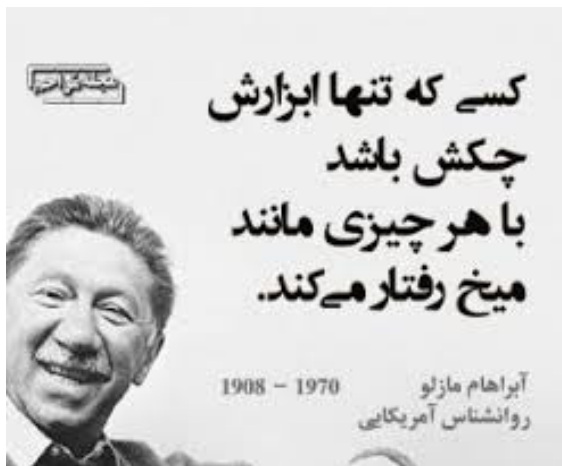 کسی که تنها ابزارش
چکش باشد
با هر چیزی مانند
میخ رفتار می‌کند.
آبراهام مازلو 1908 – 1970
روانشناس آمریکایی